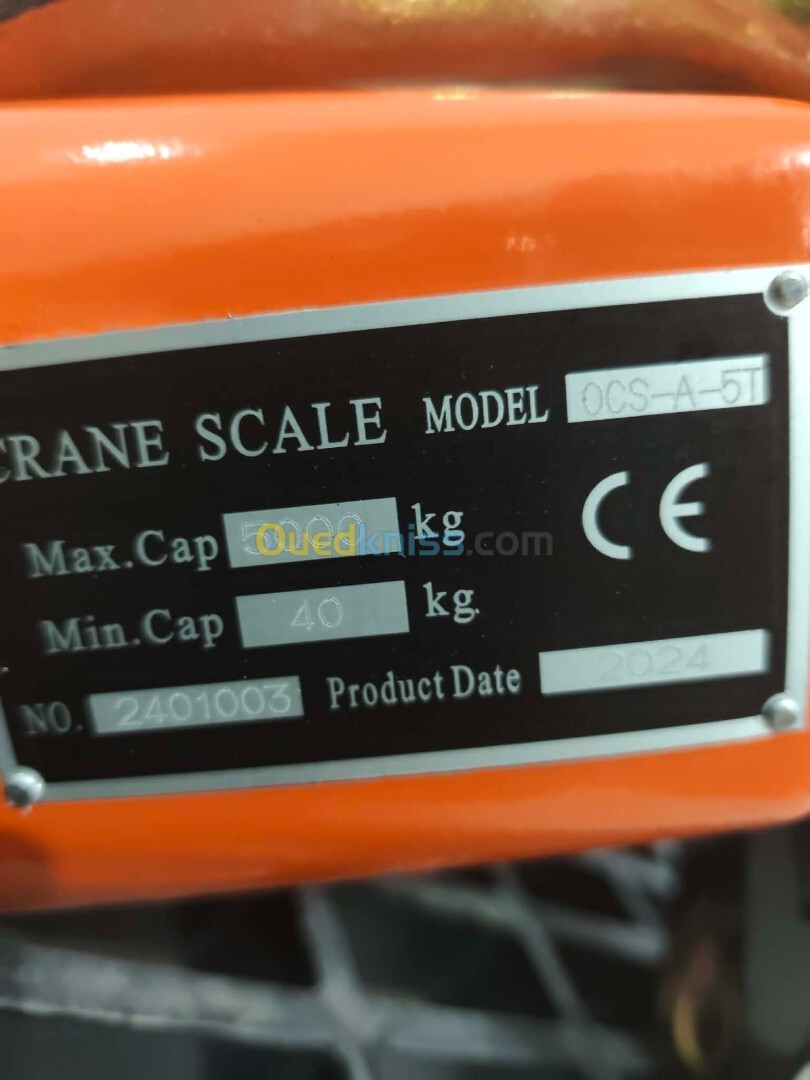 CRANE SCALE MODEL OCS-A-5T
Max.Cap 5000 kg
Ouedkniss.com
Min.Cap 40 kg
CE
NO. 2401003 Product Date 2024